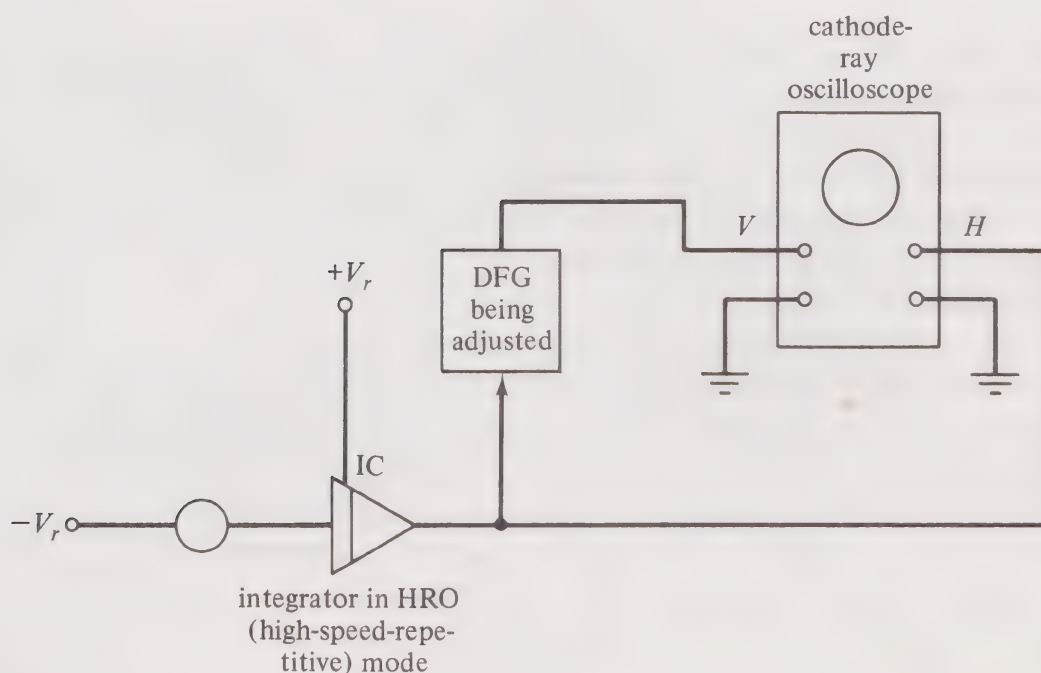 cathode-
ray
oscilloscope
V
H
DFG
being
adjusted
+V_r
IC
−V_r
integrator in HRO
(high-speed-repe-
titive) mode